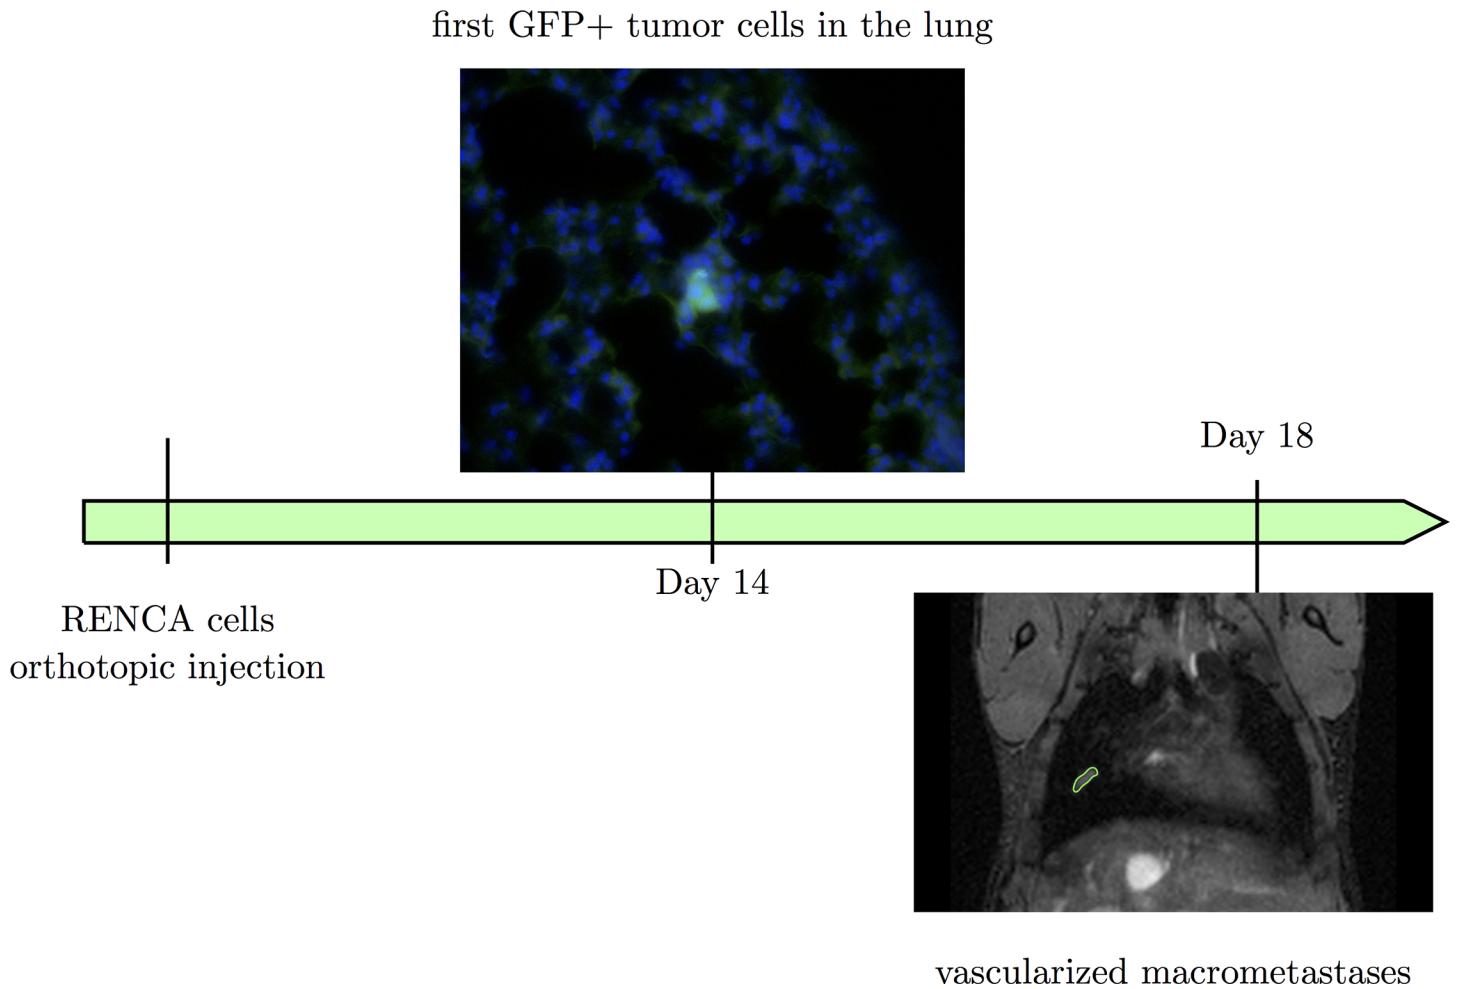 first GFP+ tumor cells in the lung
Day 18
Day 14
RENCA cells
orthotopic injection
vascularized macrometastases